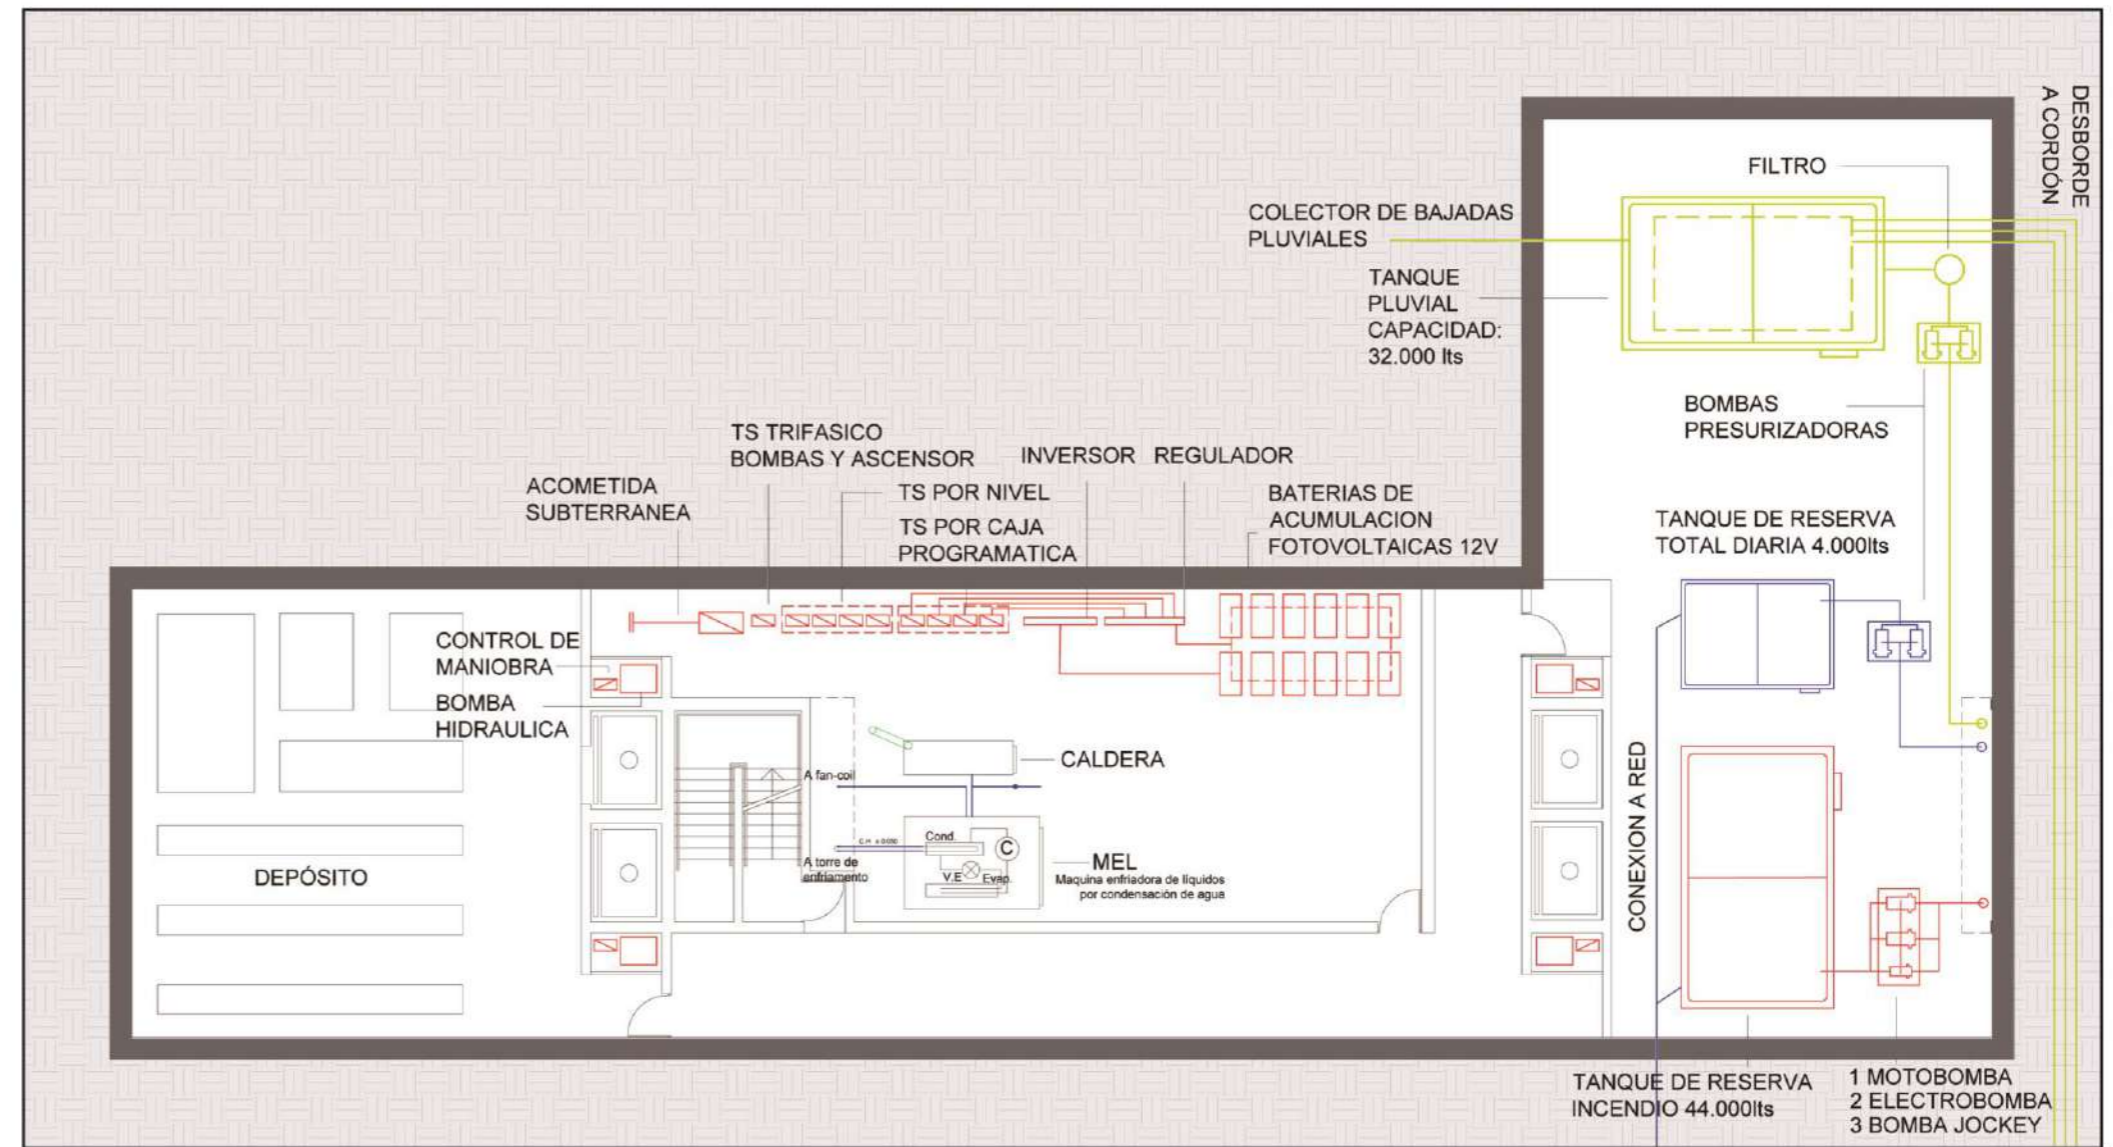 DESBORDE
A CORDÓN
FILTRO
COLECTOR DE BAJADAS
PLUVIALES
TANQUE
PLUVIAL
CAPACIDAD:
32.000 lts
BOMBAS
PRESURIZADORAS
TS TRIFASICO
BOMBAS Y ASCENSOR
INVERSOR
REGULADOR
ACOMETIDA
SUBTERRANEA
TS POR NIVEL
TS POR CAJA
PROGRAMATICA
BATERIAS DE
ACUMULACION
FOTOVOLTAICAS 12V
TANQUE DE RESERVA
TOTAL DIARIA 4.000lts
CONTROL DE
MANIOBRA
BOMBA
HIDRAULICA
CALDERA
A fan-coil
Cond.
C
V.E
Evap.
A torre de
enfriamento
MEL
Maquina enfriadora de líquidos
por condensación de agua
DEPÓSITO
CONEXION A RED
TANQUE DE RESERVA
INCENDIO 44.000lts
1 MOTOBOMBA
2 ELECTROBOMBA
3 BOMBA JOCKEY